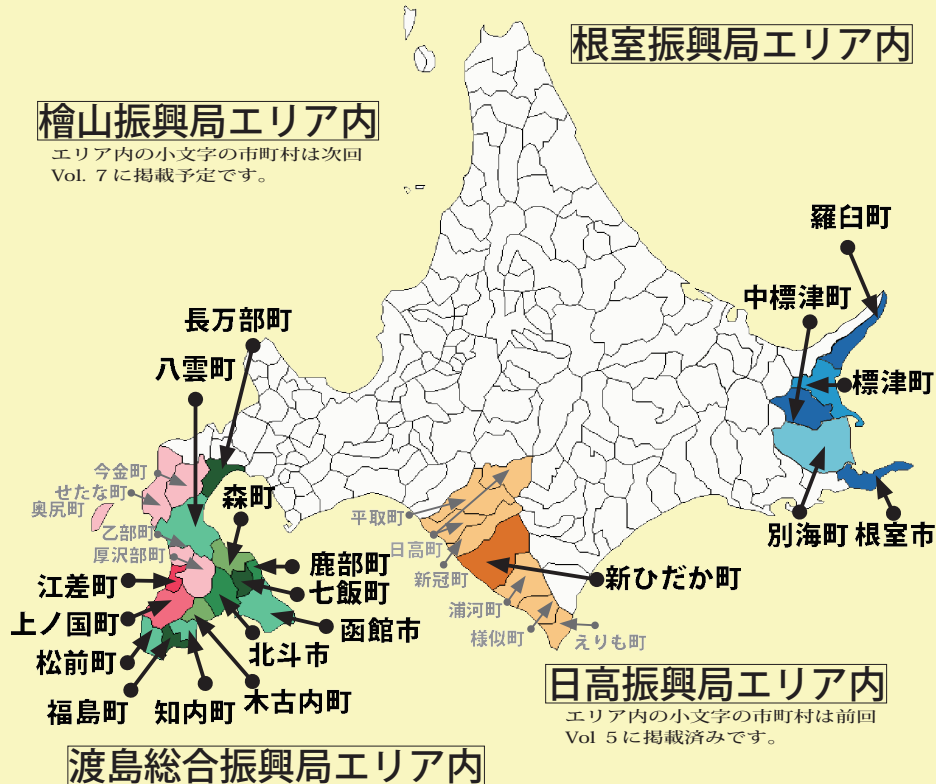 根室振興局エリア内
檜山振興局エリア内
エリア内の小文字の市町村は次回
Vol. 7に掲載予定です。
羅臼町
中標津町
標津町
別海町
根室市
長万部町
八雲町
今金町
せたな町
奥尻町
森町
乙部町
厚沢部町
鹿部町
七飯町
江差町
上ノ国町
函館市
松前町
北斗市
木古内町
福島町
知内町
平取町
日高町
新冠町
新ひだか町
浦河町
様似町
えりも町
日高振興局エリア内
エリア内の小文字の市町村は前回
Vol 5に掲載済みです。
渡島総合振興局エリア内